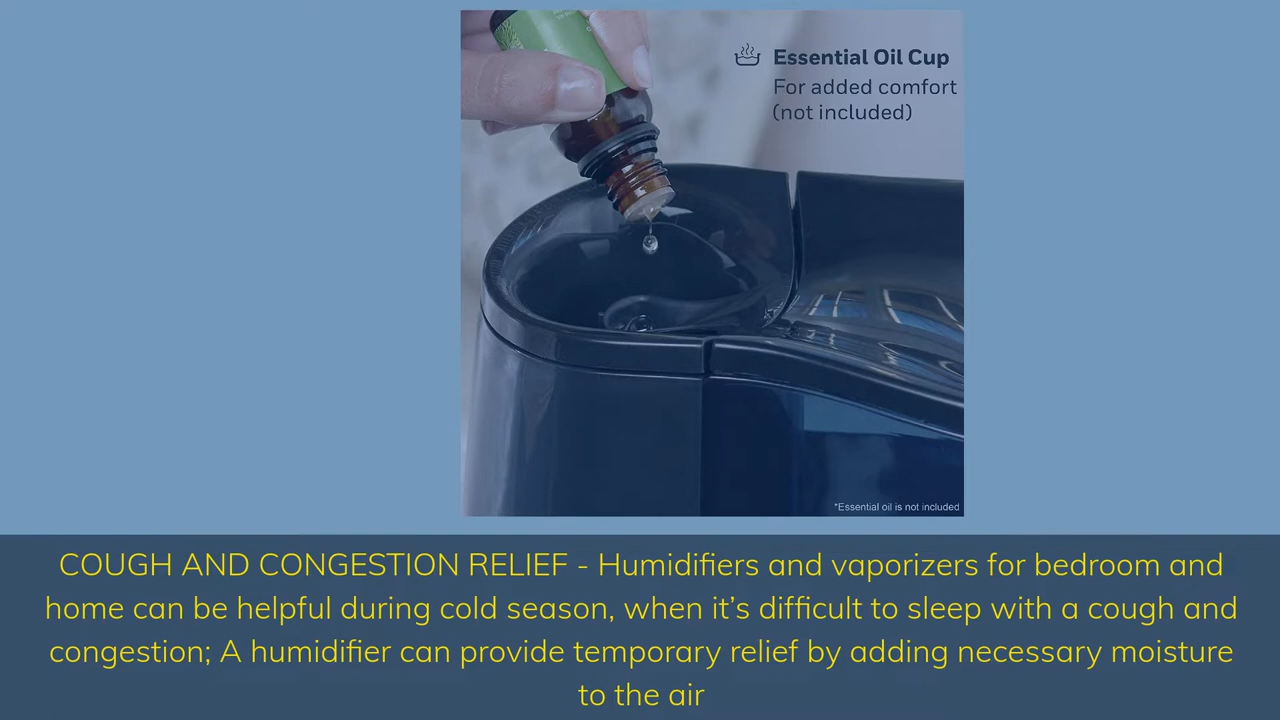 Essential Oil Cup
For added comfort
(not included)
*Essential oil is not included
COUGH AND CONGESTION RELIEF - Humidifiers and vaporizers for bedroom and
home can be helpful during cold season, when it’s difficult to sleep with a cough and
congestion; A humidifier can provide temporary relief by adding necessary moisture
to the air